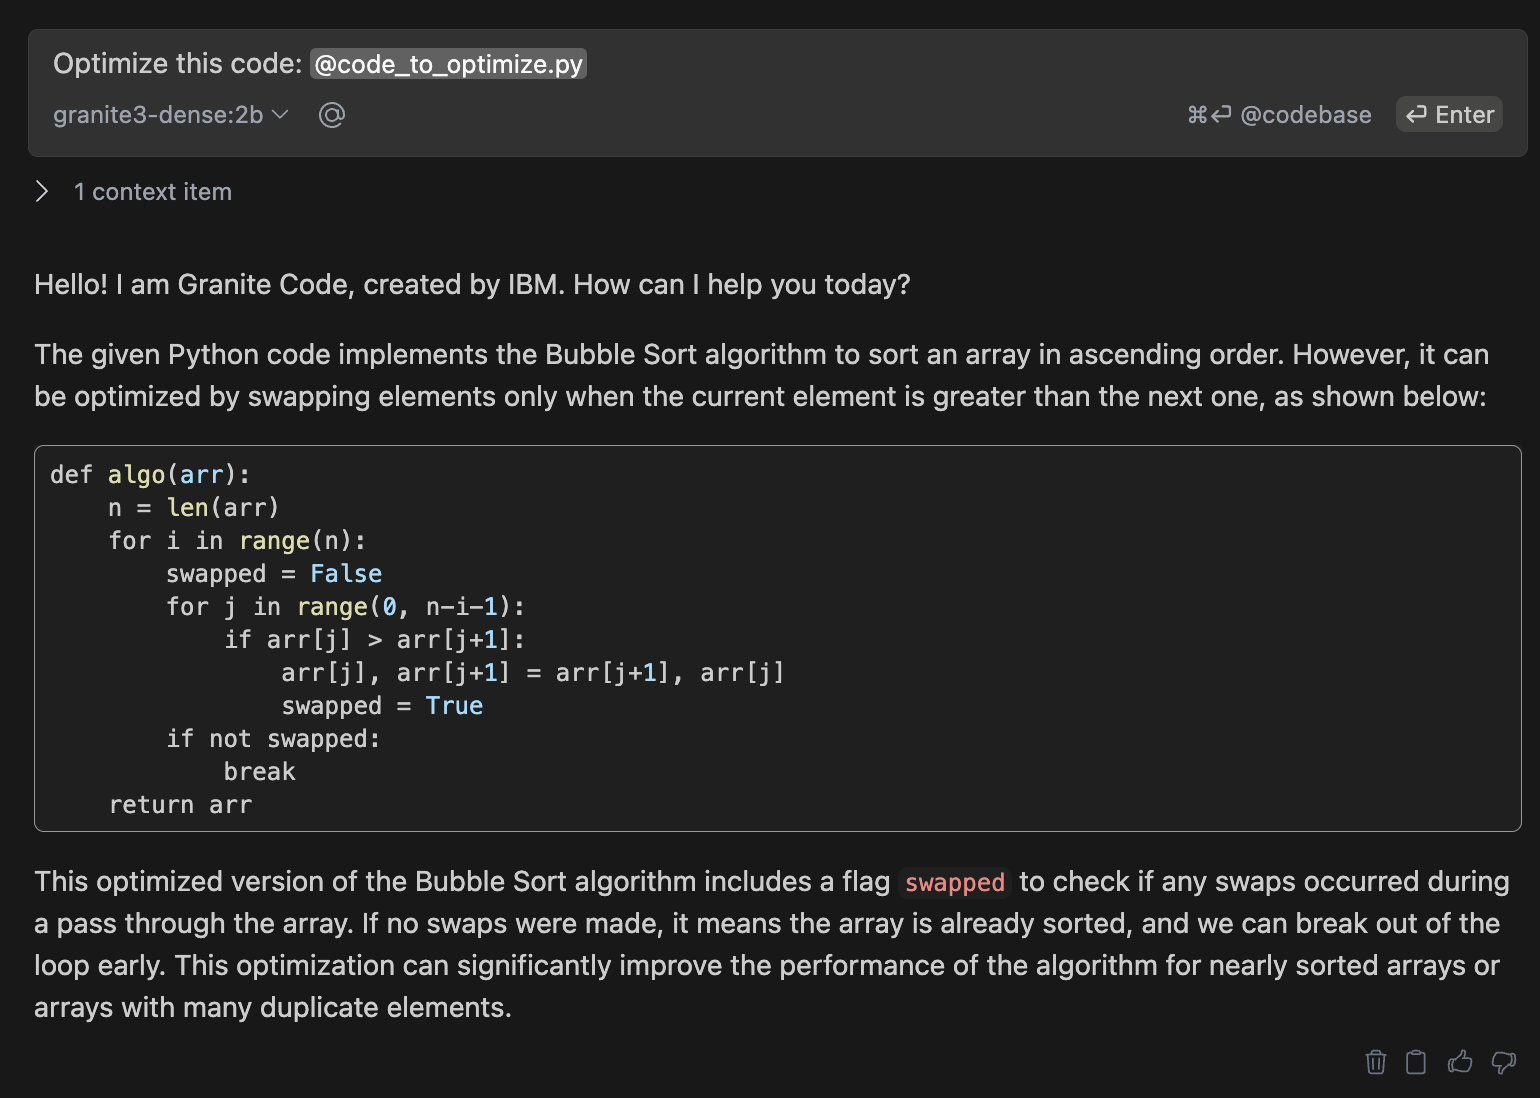 Optimize this code: @code_to_optimize.py
granite3-dense:2b @ ⌘⏎ @codebase ⏎ Enter
1 context item
Hello! I am Granite Code, created by IBM. How can I help you today?
The given Python code implements the Bubble Sort algorithm to sort an array in ascending order. However, it can
be optimized by swapping elements only when the current element is greater than the next one, as shown below:
def algo(arr):
    n = len(arr)
    for i in range(n):
        swapped = False
        for j in range(0, n-i-1):
            if arr[j] > arr[j+1]:
                arr[j], arr[j+1] = arr[j+1], arr[j]
                swapped = True
        if not swapped:
            break
    return arr
This optimized version of the Bubble Sort algorithm includes a flag swapped to check if any swaps occurred during
a pass through the array. If no swaps were made, it means the array is already sorted, and we can break out of the
loop early. This optimization can significantly improve the performance of the algorithm for nearly sorted arrays or
arrays with many duplicate elements.